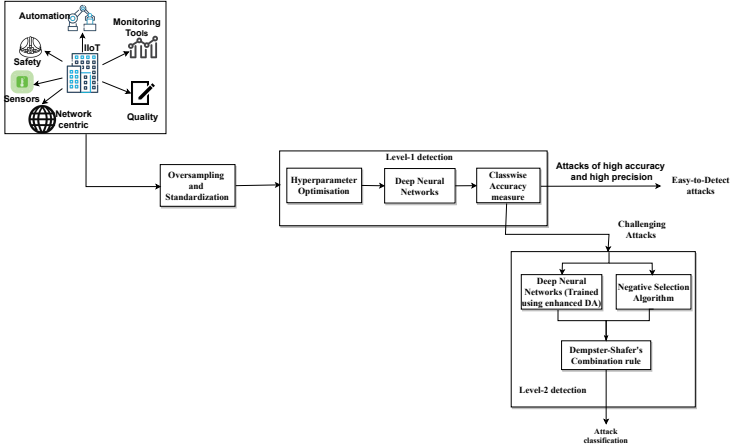 Automation
Monitoring
Tools
IIoT
Safety
Sensors
Network
centric
Quality
Oversampling
and
Standardization
Level-1 detection
Hyperparameter
Optimisation
Deep Neural
Networks
Classwise
Accuracy
measure
Attacks of high accuracy
and high precision
Easy-to-Detect
attacks
Challenging
Attacks
Deep Neural
Networks (Trained
using enhanced DA)
Negative Selection
Algorithm
Dempster-Shafer's
Combination rule
Level-2 detection
Attack
classification